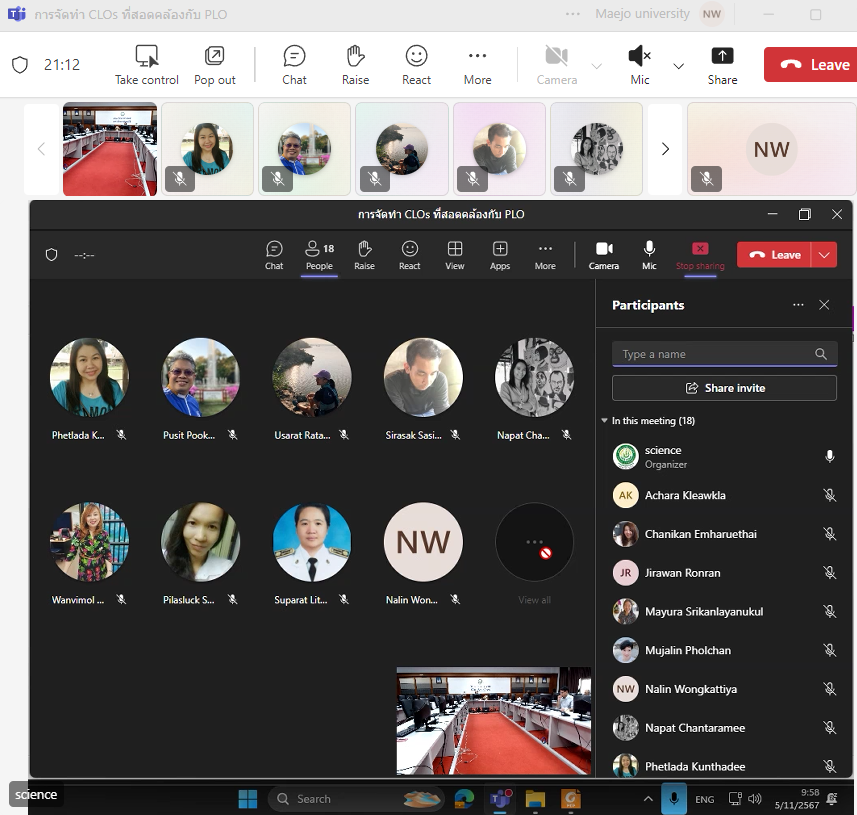 การจัดทำ CLOs ที่สอดคล้องกับ PLO
Maejo university NW
21:12
Take control
Pop out
Chat
Raise
React
More
Camera
Mic
Share
Leave
NW
การจัดทำ CLOs ที่สอดคล้องกับ PLO
--:--
Chat
18
People
Raise
React
View
Apps
More
Camera
Mic
Stop sharing
Leave
Participants
Type a name
Share invite
In this meeting (18)
Phetlada K...
Pusit Pook...
Usarat Rata...
Sirasak Sasi...
Napat Cha...
science
Organizer
AK Achara Kleawkla
Chanikan Emharuethai
JR Jirawan Ronran
NW
Wanvimol ...
Pilasluck S...
Suparat Lit...
Nalin Won...
View all
Mayura Srikanlayanukul
Mujalin Pholchan
NW Nalin Wongkattiya
Napat Chantaramee
Phetlada Kunthadee
science
Search
ENG
9:58
5/11/2567